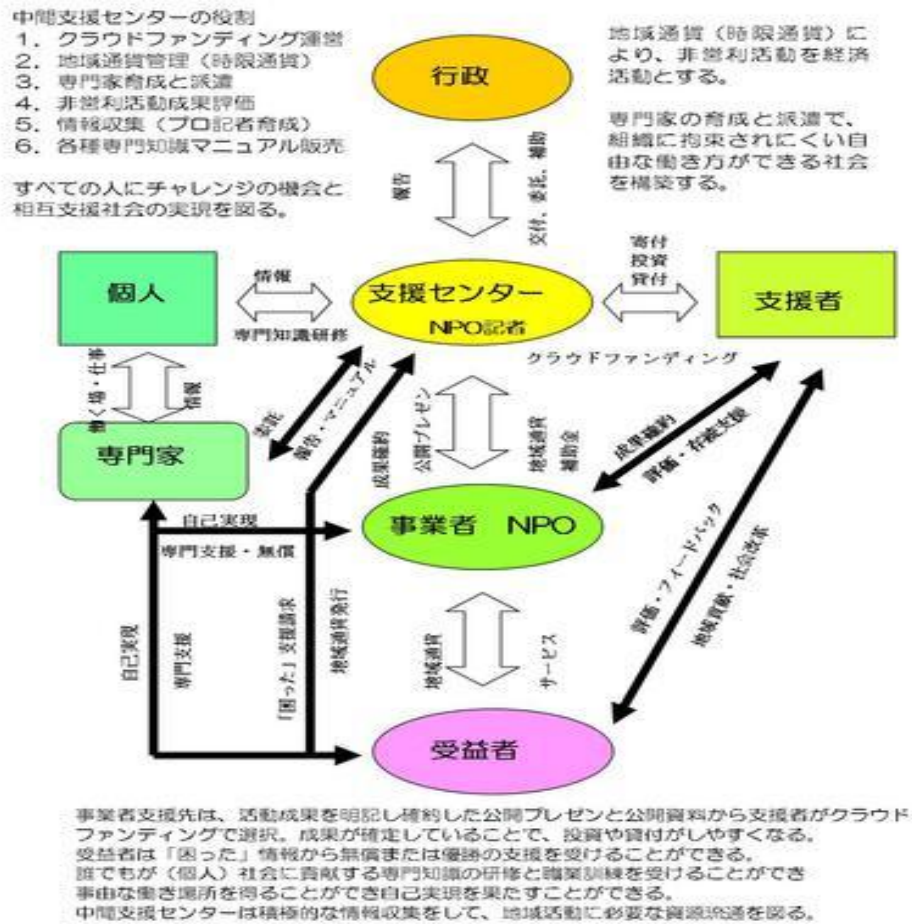 中間支援センターの役割
1．クラウドファンディング運営
2．地域通貨管理（時限通貨）
3．専門家育成と派遣
4．非営利活動成果評価
5．情報収集（プロ記者育成）
6．各種専門知識マニュアル販売
すべての人にチャレンジの機会と
相互支援社会の実現を図る。
地域通貨（時限通貨）に
より、非営利活動を経済
活動とする。
専門家の育成と派遣で、
組織に拘束されにくい自
由な働き方ができる社会
を構築する。
行政
報告
交付、委託、補助
個人
情報
専門知識研修
支援センター
NPO記者
寄付
投資
貸付
支援者
クラウドファンディング
働く場・仕事
情報
委託
報告・マニュアル
成果確約
公開プレゼン
地域通貨
補助金
成果確約
評価・存続支援
専門家
自己実現
専門支援・無償
事業者 NPO
評価・フィードバック
地域貢献・社会改革
自己実現
専門支援
「困った」支援請求
地域通貨発行
地域通貨
サービス
受益者
事業者支援先は、活動成果を明記し確約した公開プレゼンと公開資料から支援者がクラウド
ファンディングで選択。成果が確定していることで、投資や貸付がしやすくなる。
受益者は「困った」情報から無償または優勝の支援を受けることができる。
誰でもが（個人）社会に貢献する専門知識の研修と職業訓練を受けることができ
事由な働き場所を得ることができ自己実現を果たすことができる。
中間支援センターは積極的な情報収集をして、地域活動に必要な資源流通を図る。